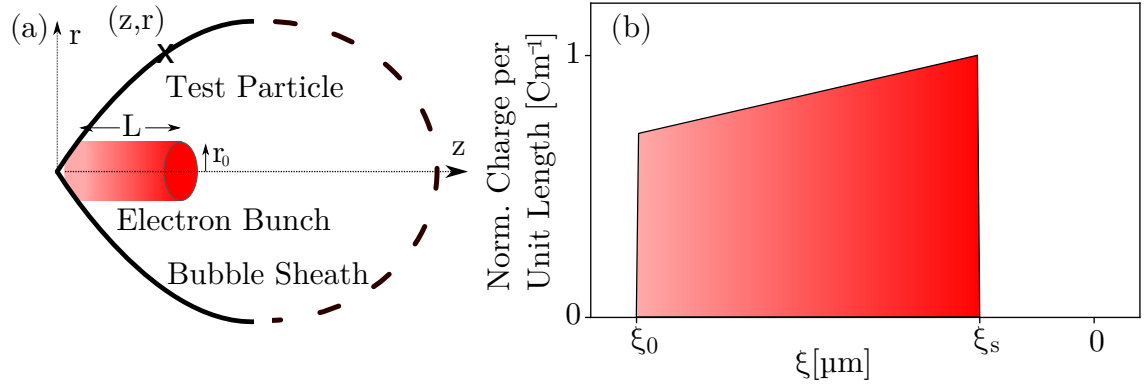 (a)
r
(z,r)
x
Test Particle
L
r₀
z
Electron Bunch
Bubble Sheath
(b)
Norm. Charge per
Unit Length [Cm⁻¹]
1
0
ξ₀
ξₛ
0
ξ[µm]